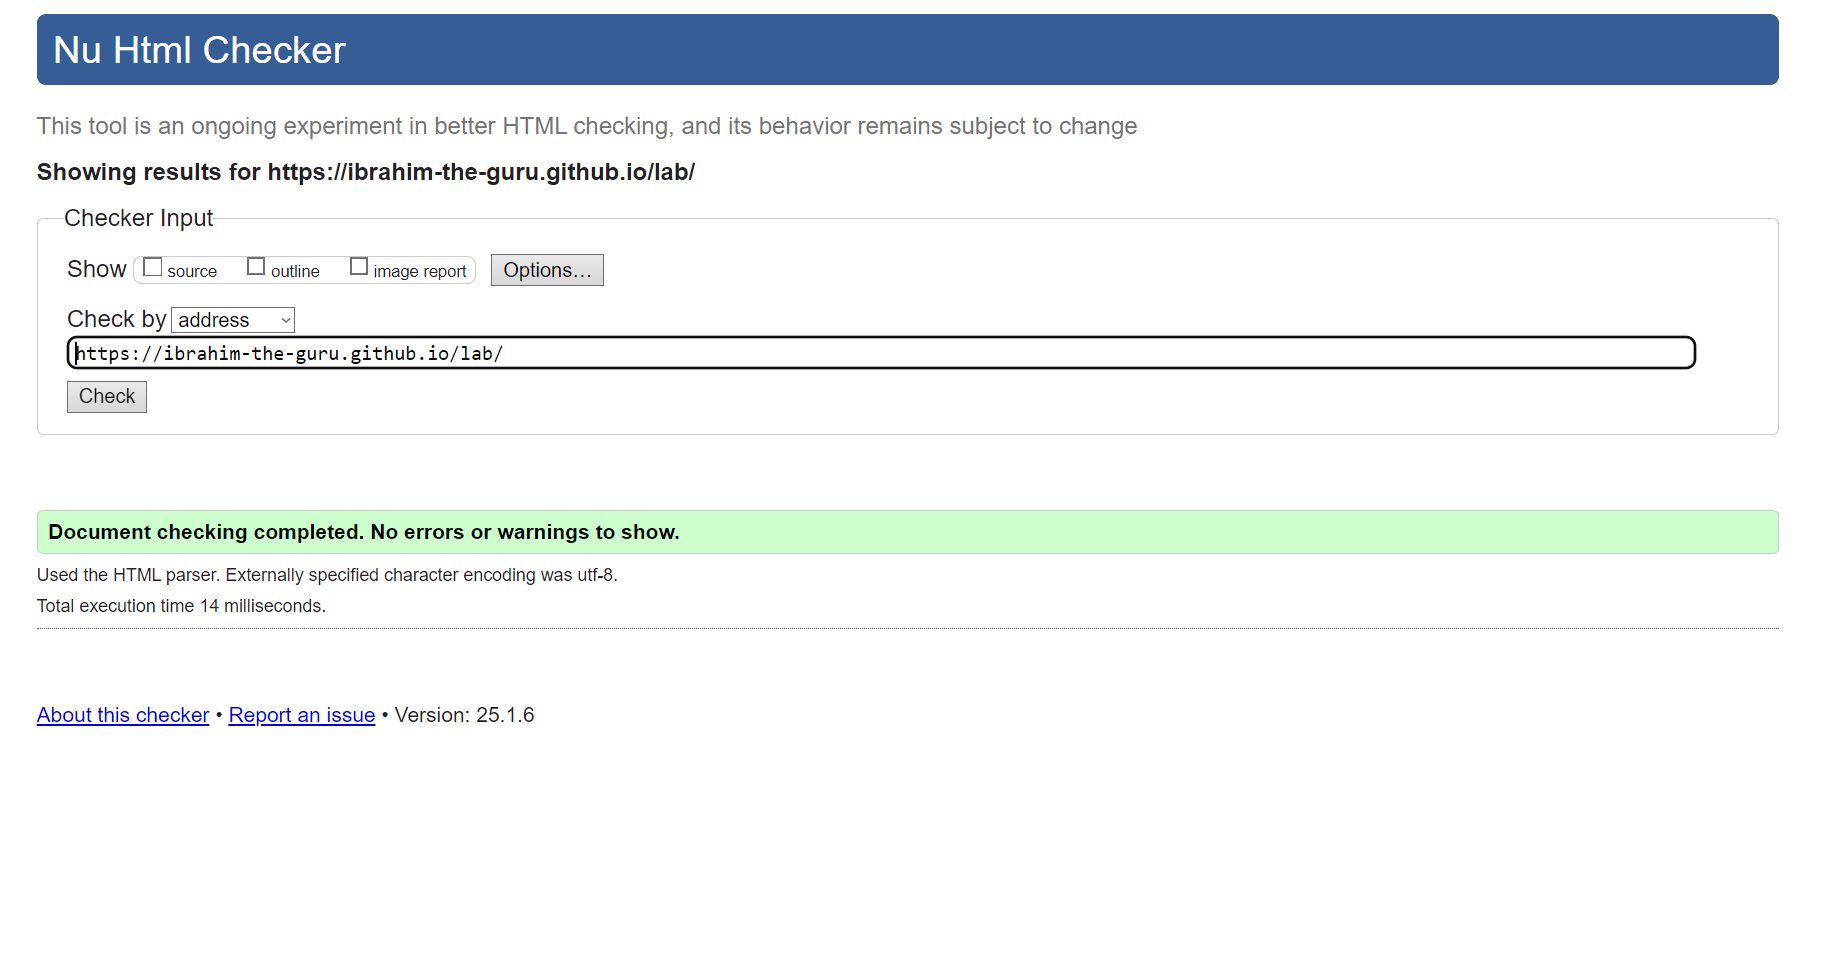 Nu Html Checker
This tool is an ongoing experiment in better HTML checking, and its behavior remains subject to change
Showing results for https://ibrahim-the-guru.github.io/lab/
Checker Input
Show source outline image report Options…
Check by address
https://ibrahim-the-guru.github.io/lab/
Check
Document checking completed. No errors or warnings to show.
Used the HTML parser. Externally specified character encoding was utf-8.
Total execution time 14 milliseconds.
About this checker • Report an issue • Version: 25.1.6